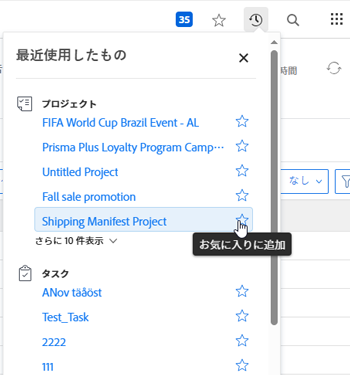 35
最近使用したもの
時間
プロジェクト
FIFA World Cup Brazil Event - AL
Prisma Plus Loyalty Program Camp···
なし
Untitled Project
Fall sale promotion
Shipping Manifest Project
お気に入りに追加
さらに 10 件表示
タスク
ANov täåöst
Test_Task
2222
111